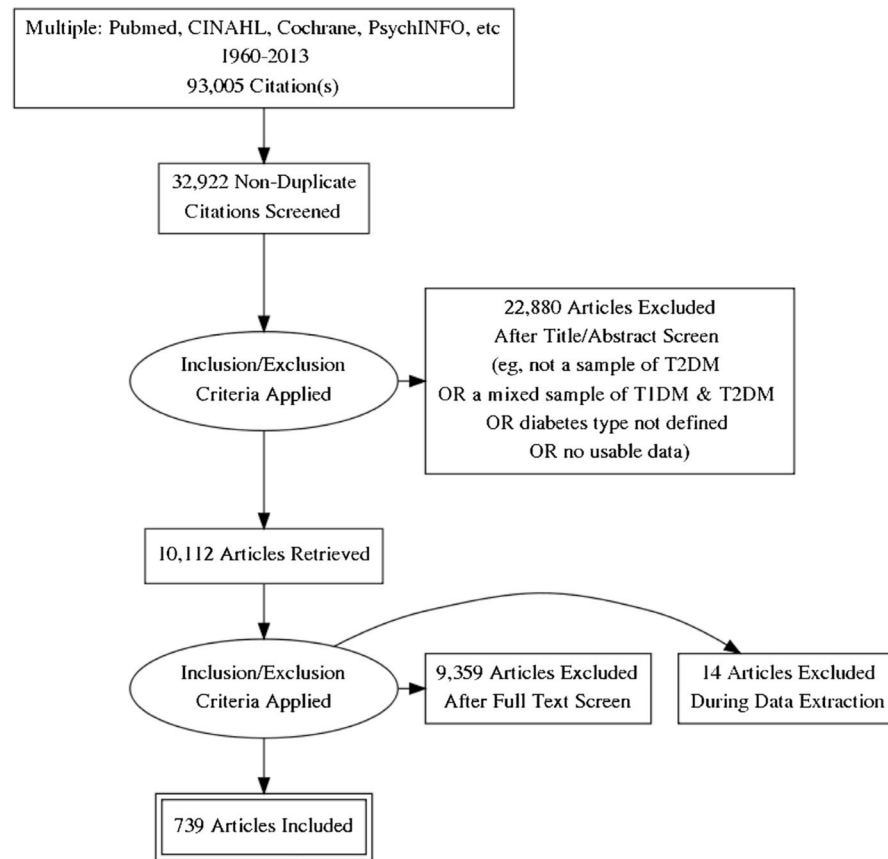 Multiple: Pubmed, CINAHL, Cochrane, PsychINFO, etc
1960-2013
93,005 Citation(s)
32,922 Non-Duplicate
Citations Screened
Inclusion/Exclusion
Criteria Applied
22,880 Articles Excluded
After Title/Abstract Screen
(eg, not a sample of T2DM
OR a mixed sample of T1DM & T2DM
OR diabetes type not defined
OR no usable data)
10,112 Articles Retrieved
Inclusion/Exclusion
Criteria Applied
9,359 Articles Excluded
After Full Text Screen
14 Articles Excluded
During Data Extraction
739 Articles Included